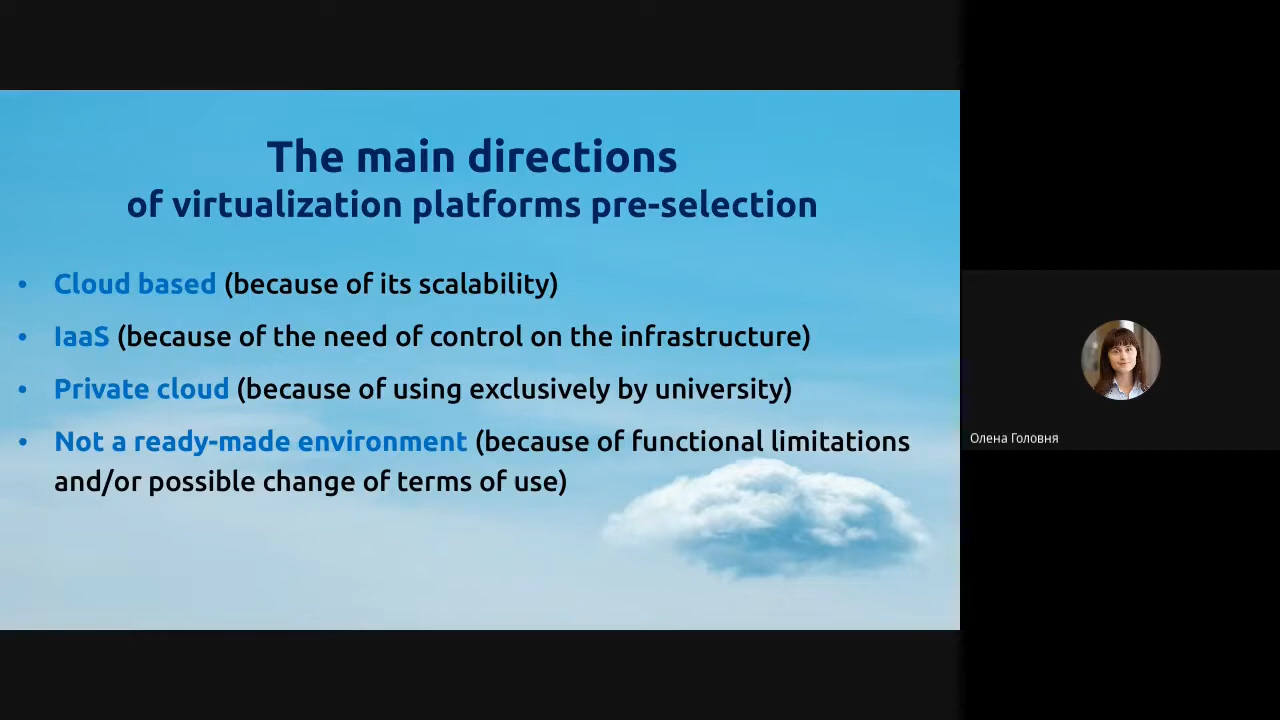 The main directions
of virtualization platforms pre-selection
• Cloud based (because of its scalability)
• IaaS (because of the need of control on the infrastructure)
• Private cloud (because of using exclusively by university)
• Not a ready-made environment (because of functional limitations
and/or possible change of terms of use)
Олена Головня